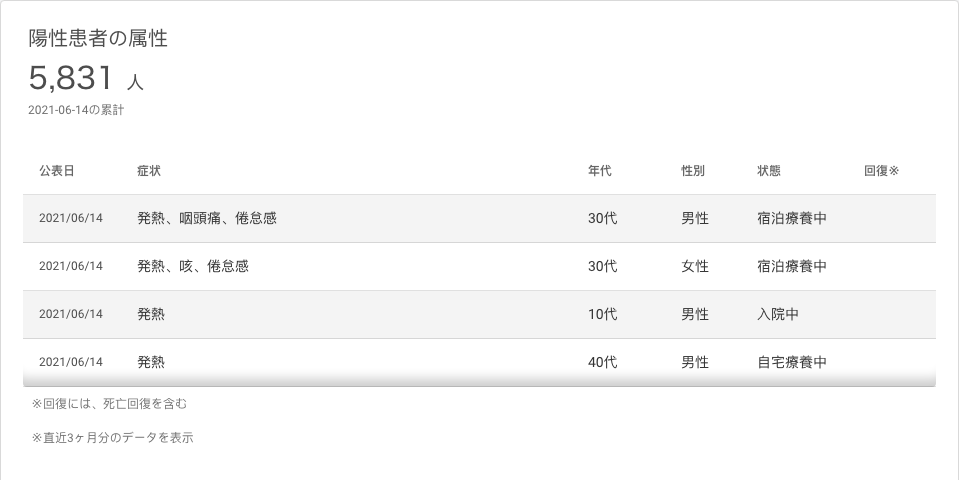 陽性患者の属性
5,831 人
2021-06-14の累計
公表日 症状 年代 性別 状態 回復※
2021/06/14 発熱、咽頭痛、倦怠感 30代 男性 宿泊療養中
2021/06/14 発熱、咳、倦怠感 30代 女性 宿泊療養中
2021/06/14 発熱 10代 男性 入院中
2021/06/14 発熱 40代 男性 自宅療養中
※回復には、死亡回復を含む
※直近3ヶ月分のデータを表示